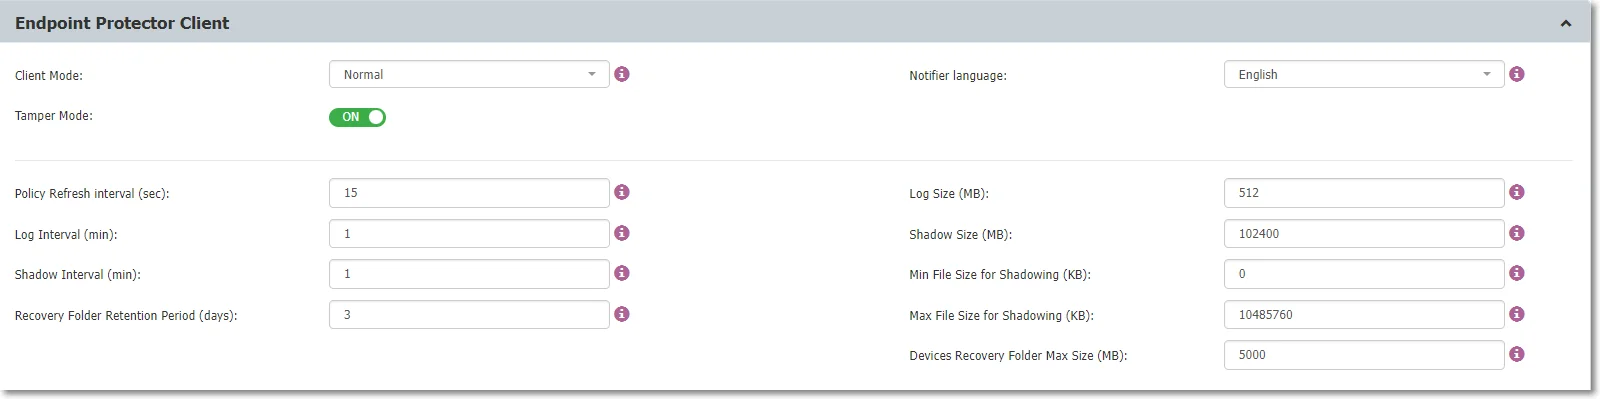 Endpoint Protector Client
Client Mode: Normal Notifier language: English
Tamper Mode: ON
Policy Refresh interval (sec): 15 Log Size (MB): 512
Log Interval (min): 1 Shadow Size (MB): 102400
Shadow Interval (min): 1 Min File Size for Shadowing (KB): 0
Recovery Folder Retention Period (days): 3 Max File Size for Shadowing (KB): 10485760
Devices Recovery Folder Max Size (MB): 5000